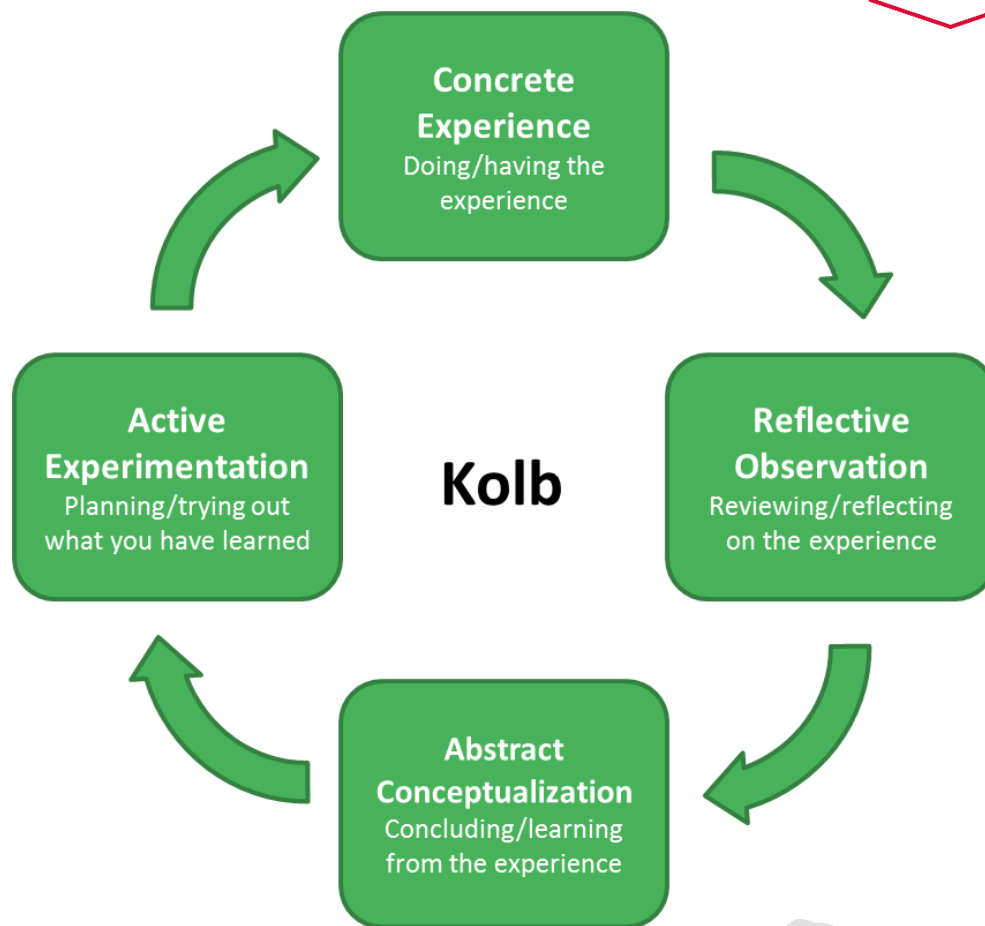 Concrete
Experience
Doing/having the
experience
Active
Experimentation
Planning/trying out
what you have learned
Kolb
Reflective
Observation
Reviewing/reflecting
on the experience
Abstract
Conceptualization
Concluding/learning
from the experience